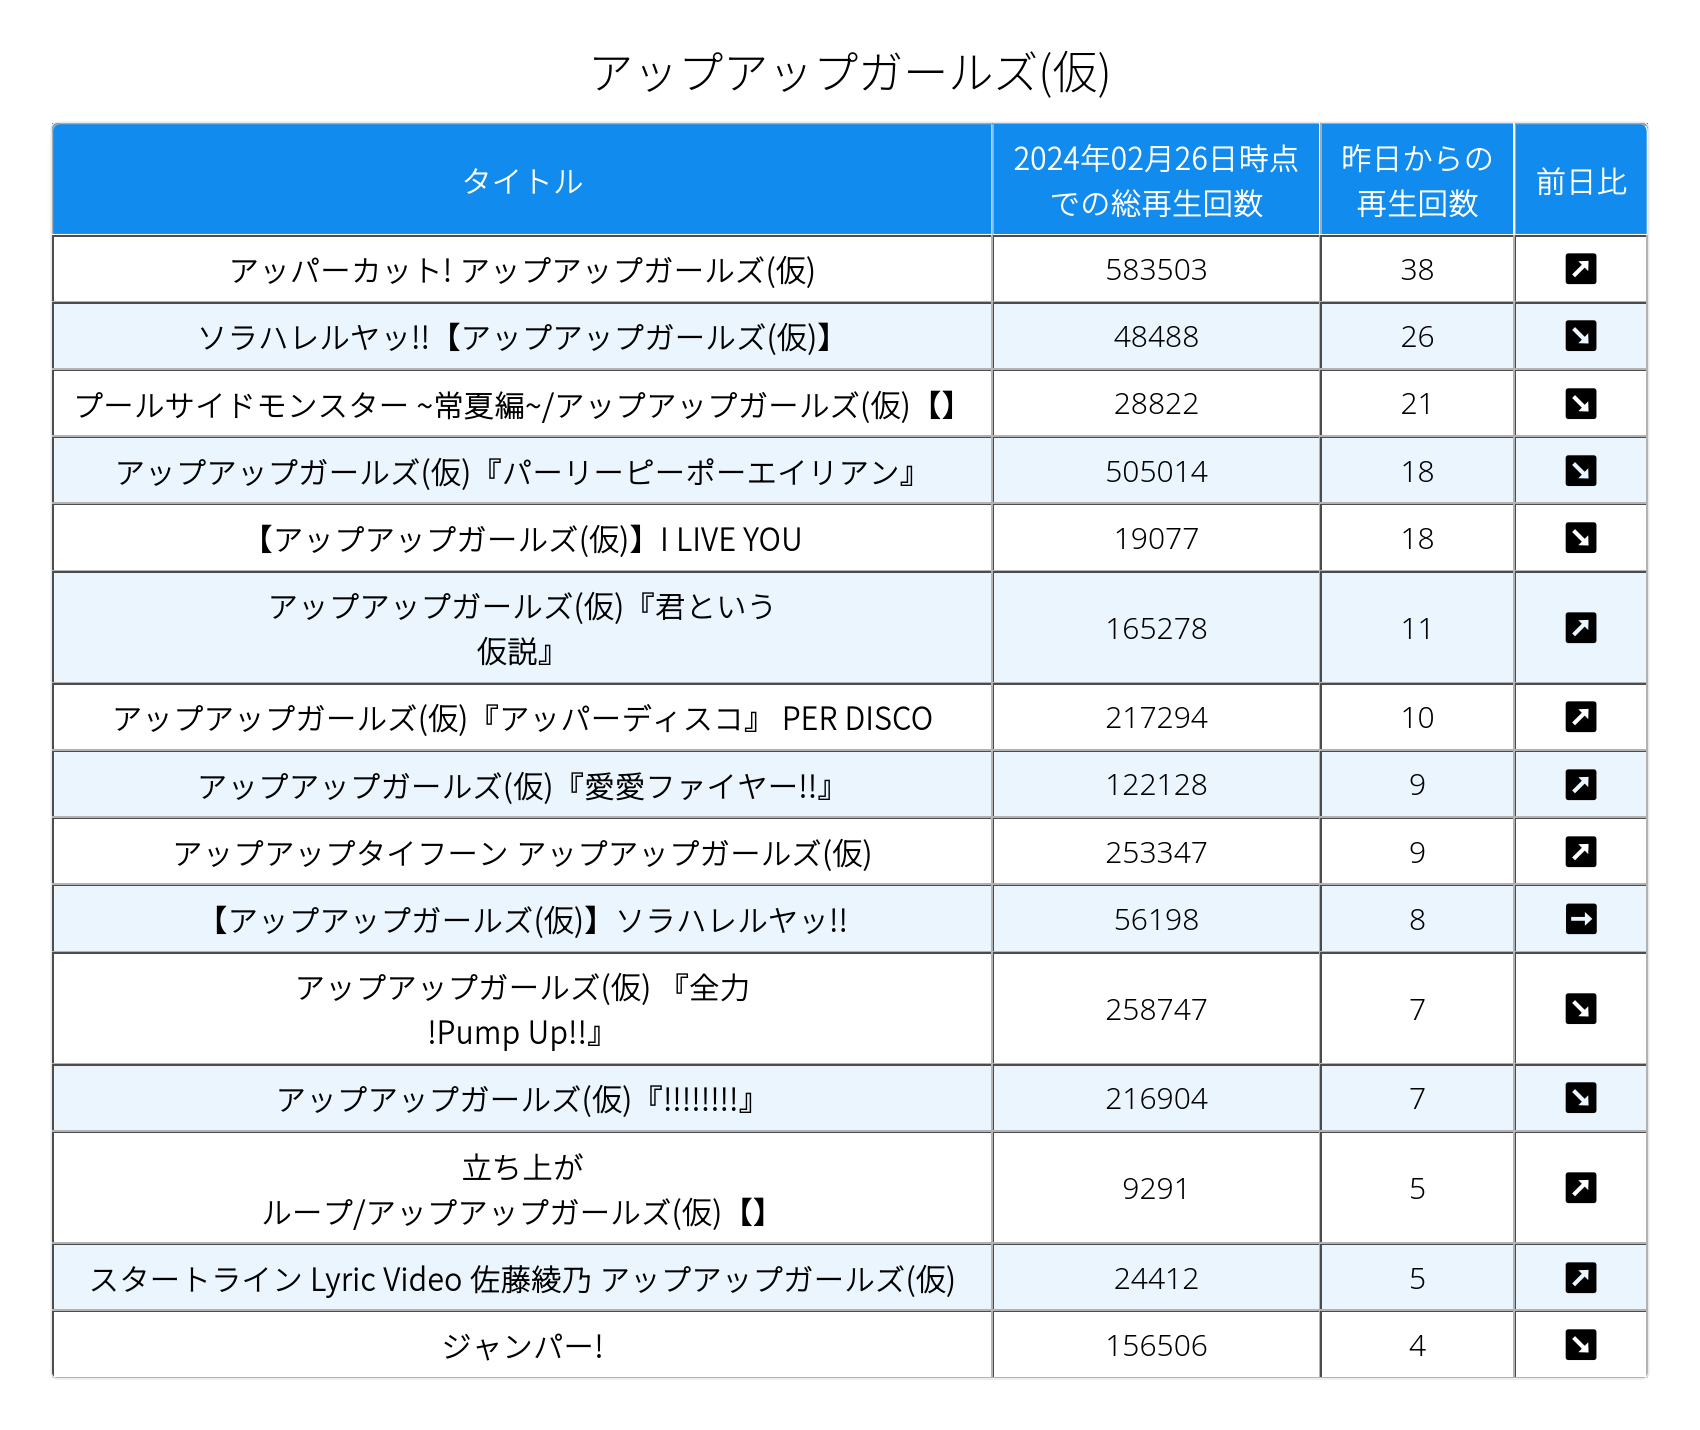 アップアップガールズ(仮)
タイトル 2024年02月26日時点での総再生回数 昨日からの再生回数 前日比
アッパーカット! アップアップガールズ(仮) 583503 38 ↗
ソラハレルヤッ!!【アップアップガールズ(仮)】 48488 26 ↘
プールサイドモンスター ~常夏編~/アップアップガールズ(仮)【】 28822 21 ↘
アップアップガールズ(仮)『パーリーピーポーエイリアン』 505014 18 ↘
【アップアップガールズ(仮)】I LIVE YOU 19077 18 ↘
アップアップガールズ(仮)『君という
仮説』 165278 11 ↗
アップアップガールズ(仮)『アッパーディスコ』 PER DISCO 217294 10 ↗
アップアップガールズ(仮)『愛愛ファイヤー!!』 122128 9 ↗
アップアップタイフーン アップアップガールズ(仮) 253347 9 ↗
【アップアップガールズ(仮)】ソラハレルヤッ!! 56198 8 →
アップアップガールズ(仮) 『全力
!Pump Up!!』 258747 7 ↘
アップアップガールズ(仮)『!!!!!!!!』 216904 7 ↘
立ち上が
ループ/アップアップガールズ(仮)【】 9291 5 ↗
スタートライン Lyric Video 佐藤綾乃 アップアップガールズ(仮) 24412 5 ↗
ジャンパー! 156506 4 ↘